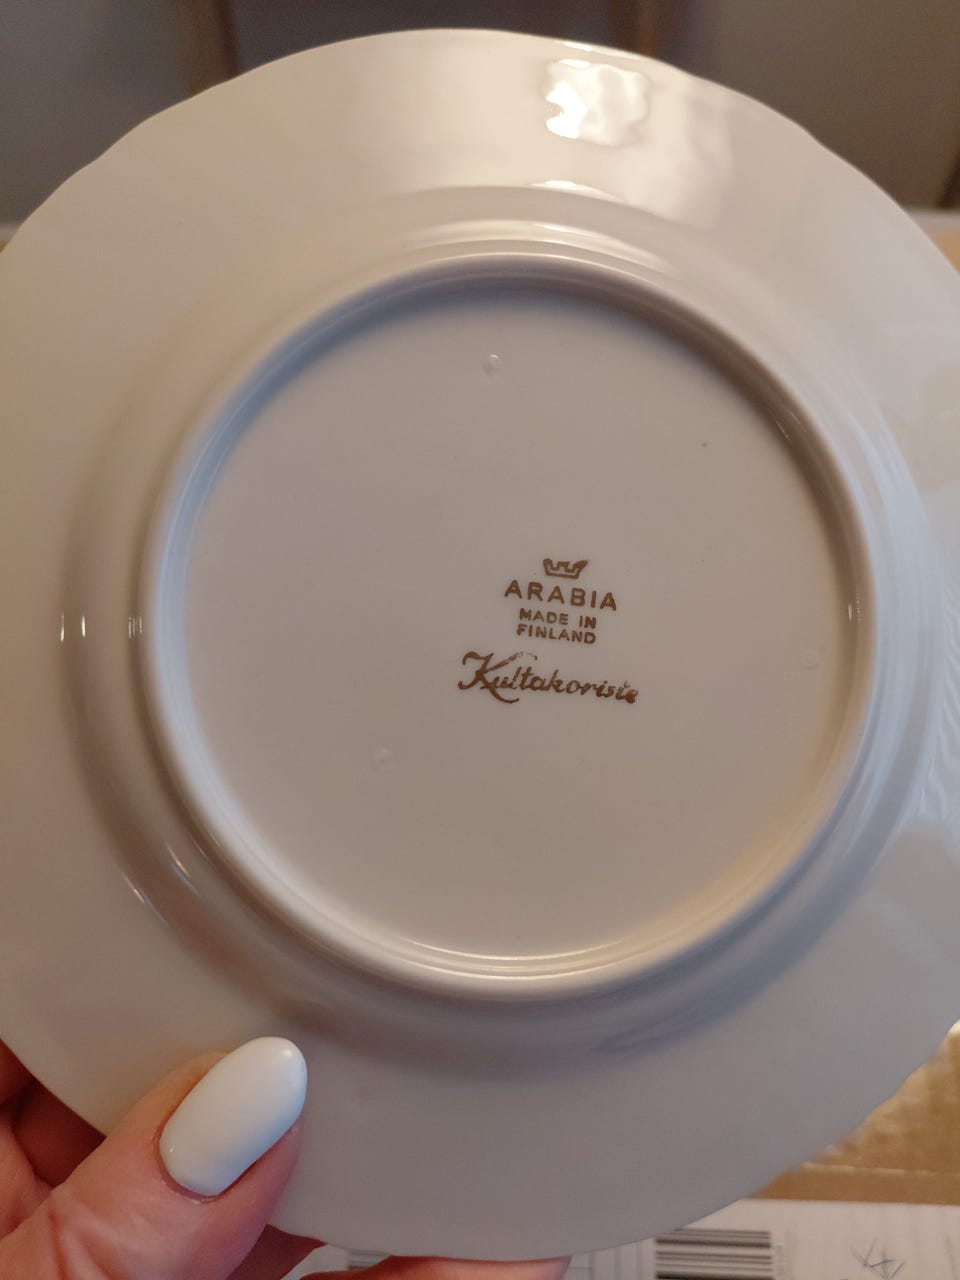 ARABIA
MADE IN
FINLAND
Kultakoriste